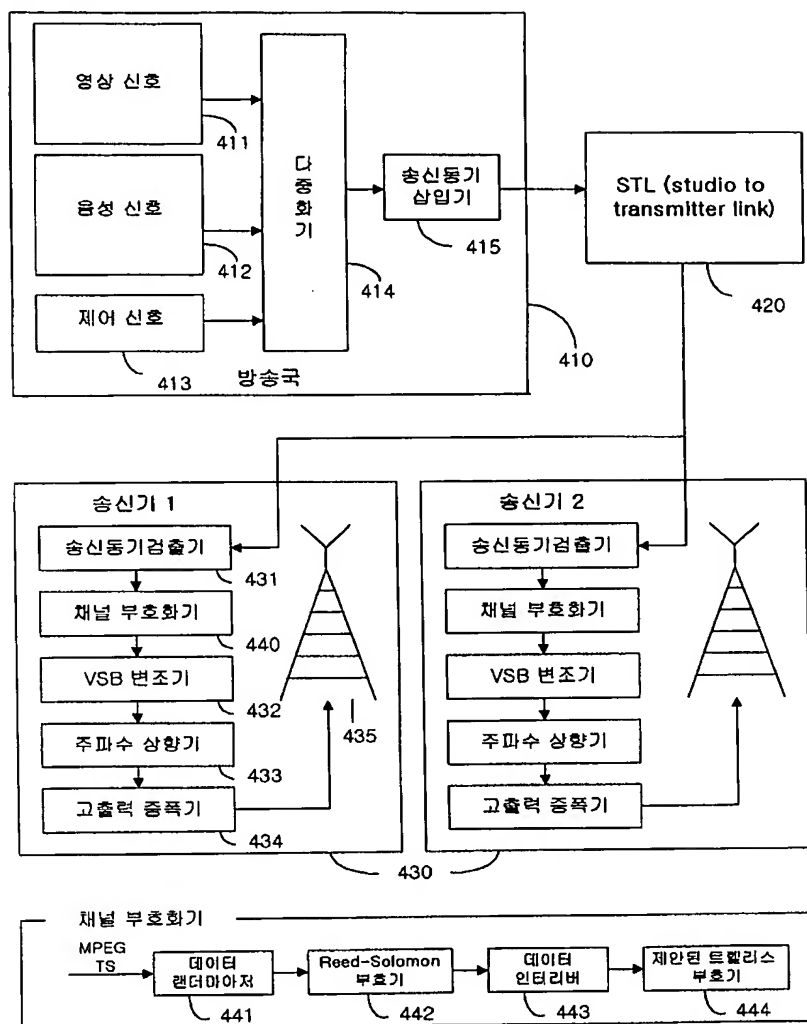 영상 신호
411
음성 신호
412
제어 신호
413
다중화기
414
송신동기
삽입기
415
방송국
410
STL (studio to
transmitter link)
420
송신기 1
송신동기검출기
431
채널 부호화기
440
VSB 변조기
432
주파수 상향기
433
고출력 증폭기
434
435
송신기 2
송신동기검출기
채널 부호화기
VSB 변조기
주파수 상향기
고출력 증폭기
430
채널 부호화기
MPEG
TS
데이터
랜더마이저
441
Reed-Solomon
부호기
442
데이터
인터리버
443
제안된 트렐리스
부호기
444